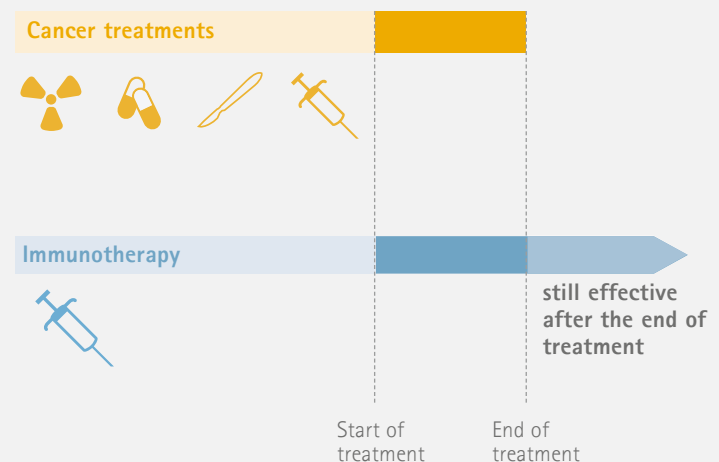 Cancer treatments
Immunotherapy
still effective
after the end of
treatment
Start of
treatment
End of
treatment